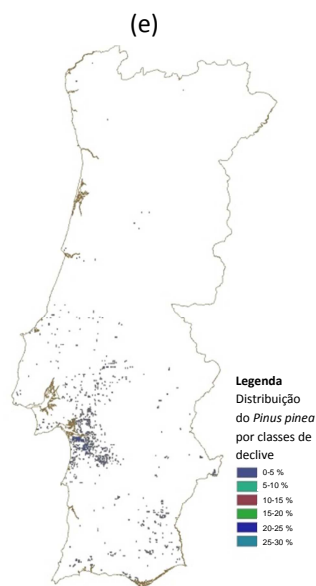 (e)
Legenda
Distribuição
do Pinus pinea
por classes de
declive
0-5 %
5-10 %
10-15 %
15-20 %
20-25 %
25-30 %